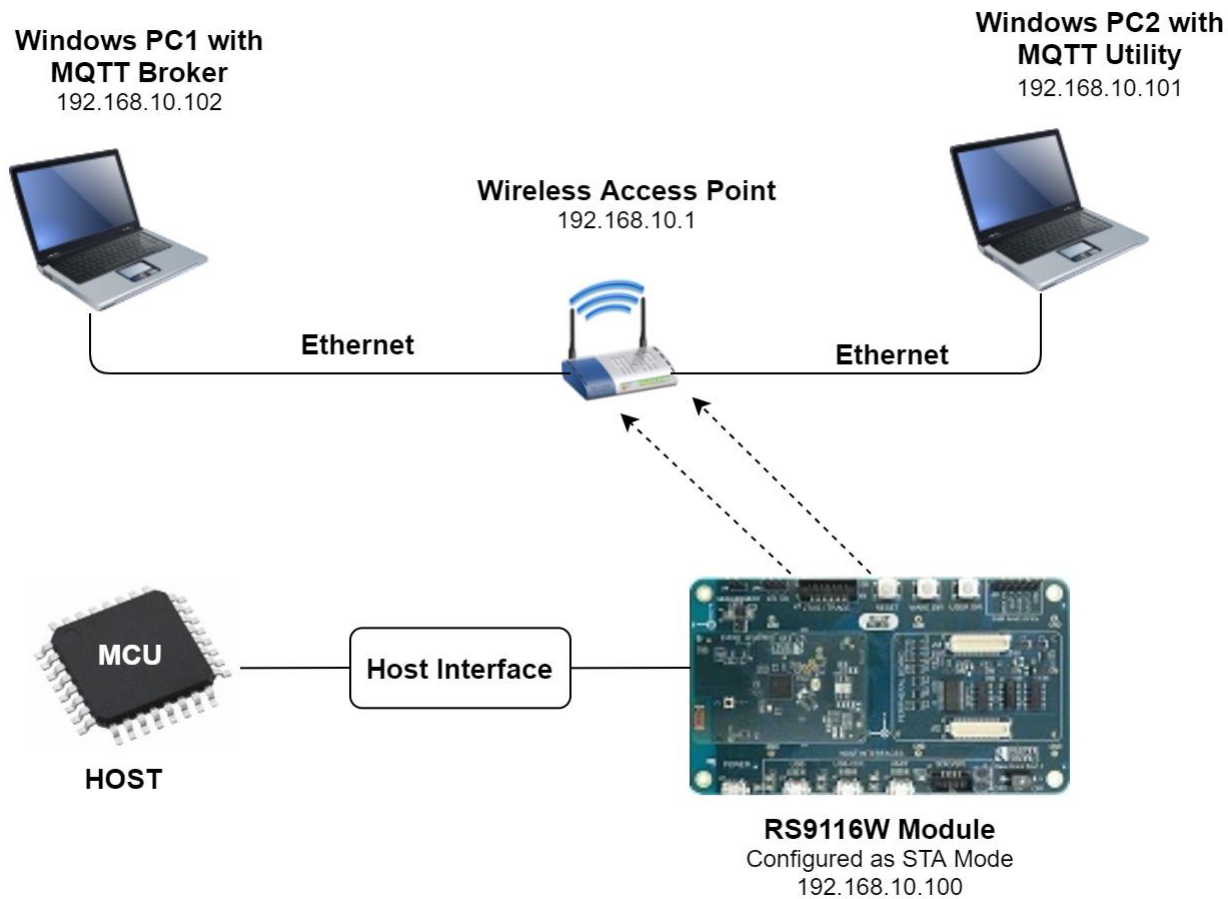 Windows PC1 with
MQTT Broker
192.168.10.102
Windows PC2 with
MQTT Utility
192.168.10.101
Wireless Access Point
192.168.10.1
Ethernet
Ethernet
MCU
HOST
Host Interface
RESET
POWER
RS9116W Module
Configured as STA Mode
192.168.10.100